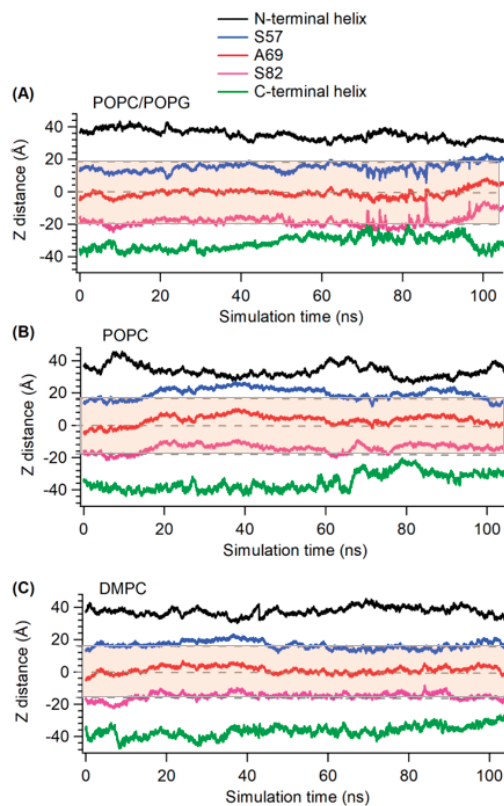 N-terminal helix
S57
A69
S82
C-terminal helix
(A)
POPC/POPG
Z distance (Å)
40
20
0
-20
-40
0 20 40 60 80 100
Simulation time (ns)
(B)
POPC
Z distance (Å)
40
20
0
-20
-40
0 20 40 60 80 100
Simulation time (ns)
(C)
DMPC
Z distance (Å)
40
20
0
-20
-40
0 20 40 60 80 100
Simulation time (ns)